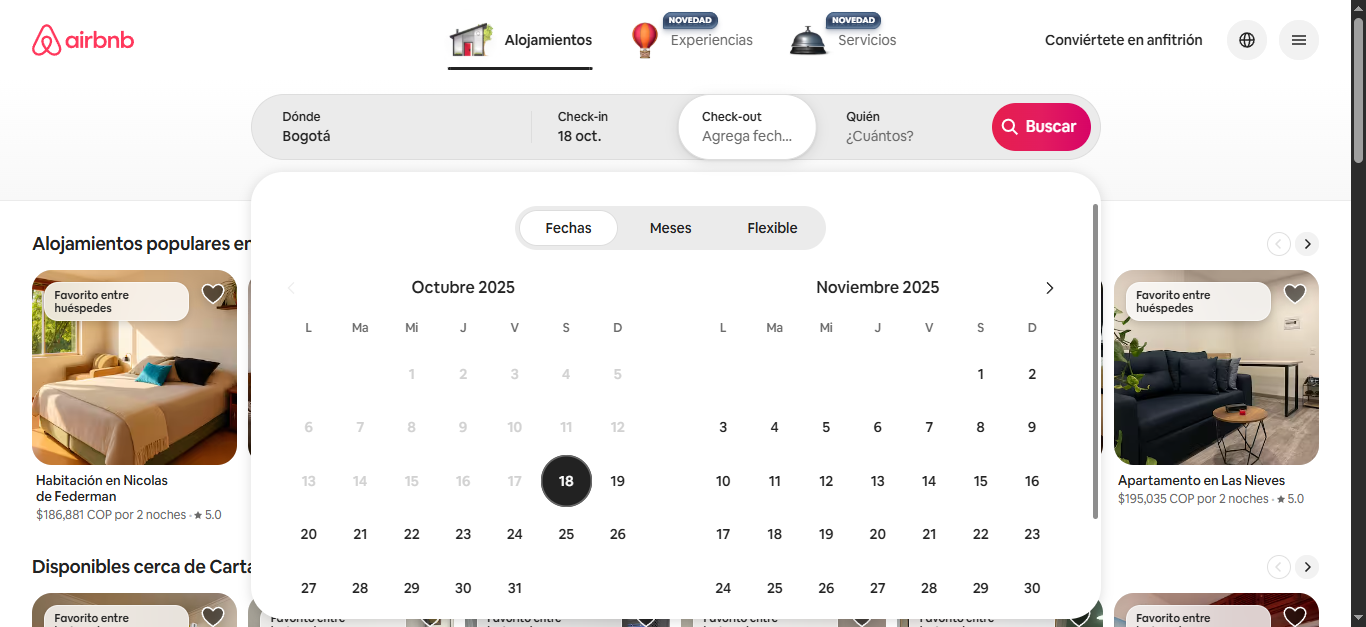 airbnb
Alojamientos
NOVEDAD
Experiencias
NOVEDAD
Servicios
Conviértete en anfitrión
Dónde
Bogotá
Check-in
18 oct.
Check-out
Agrega fech...
Quién
¿Cuántos?
Buscar
Fechas
Meses
Flexible
Alojamientos populares en
Favorito entre
huéspedes
Habitación en Nicolas
de Federman
$186,881 COP por 2 noches · ★ 5.0
Octubre 2025
L Ma Mi J V S D
1 2 3 4 5
6 7 8 9 10 11 12
13 14 15 16 17 18 19
20 21 22 23 24 25 26
27 28 29 30 31
Noviembre 2025
L Ma Mi J V S D
1 2
3 4 5 6 7 8 9
10 11 12 13 14 15 16
17 18 19 20 21 22 23
24 25 26 27 28 29 30
Favorito entre
huéspedes
Apartamento en Las Nieves
$195,035 COP por 2 noches · ★ 5.0
Disponibles cerca de Carta
Favorito entre
Favorito entre
Favorito entre
Favorito entre
Favorito entre
Favorito entre